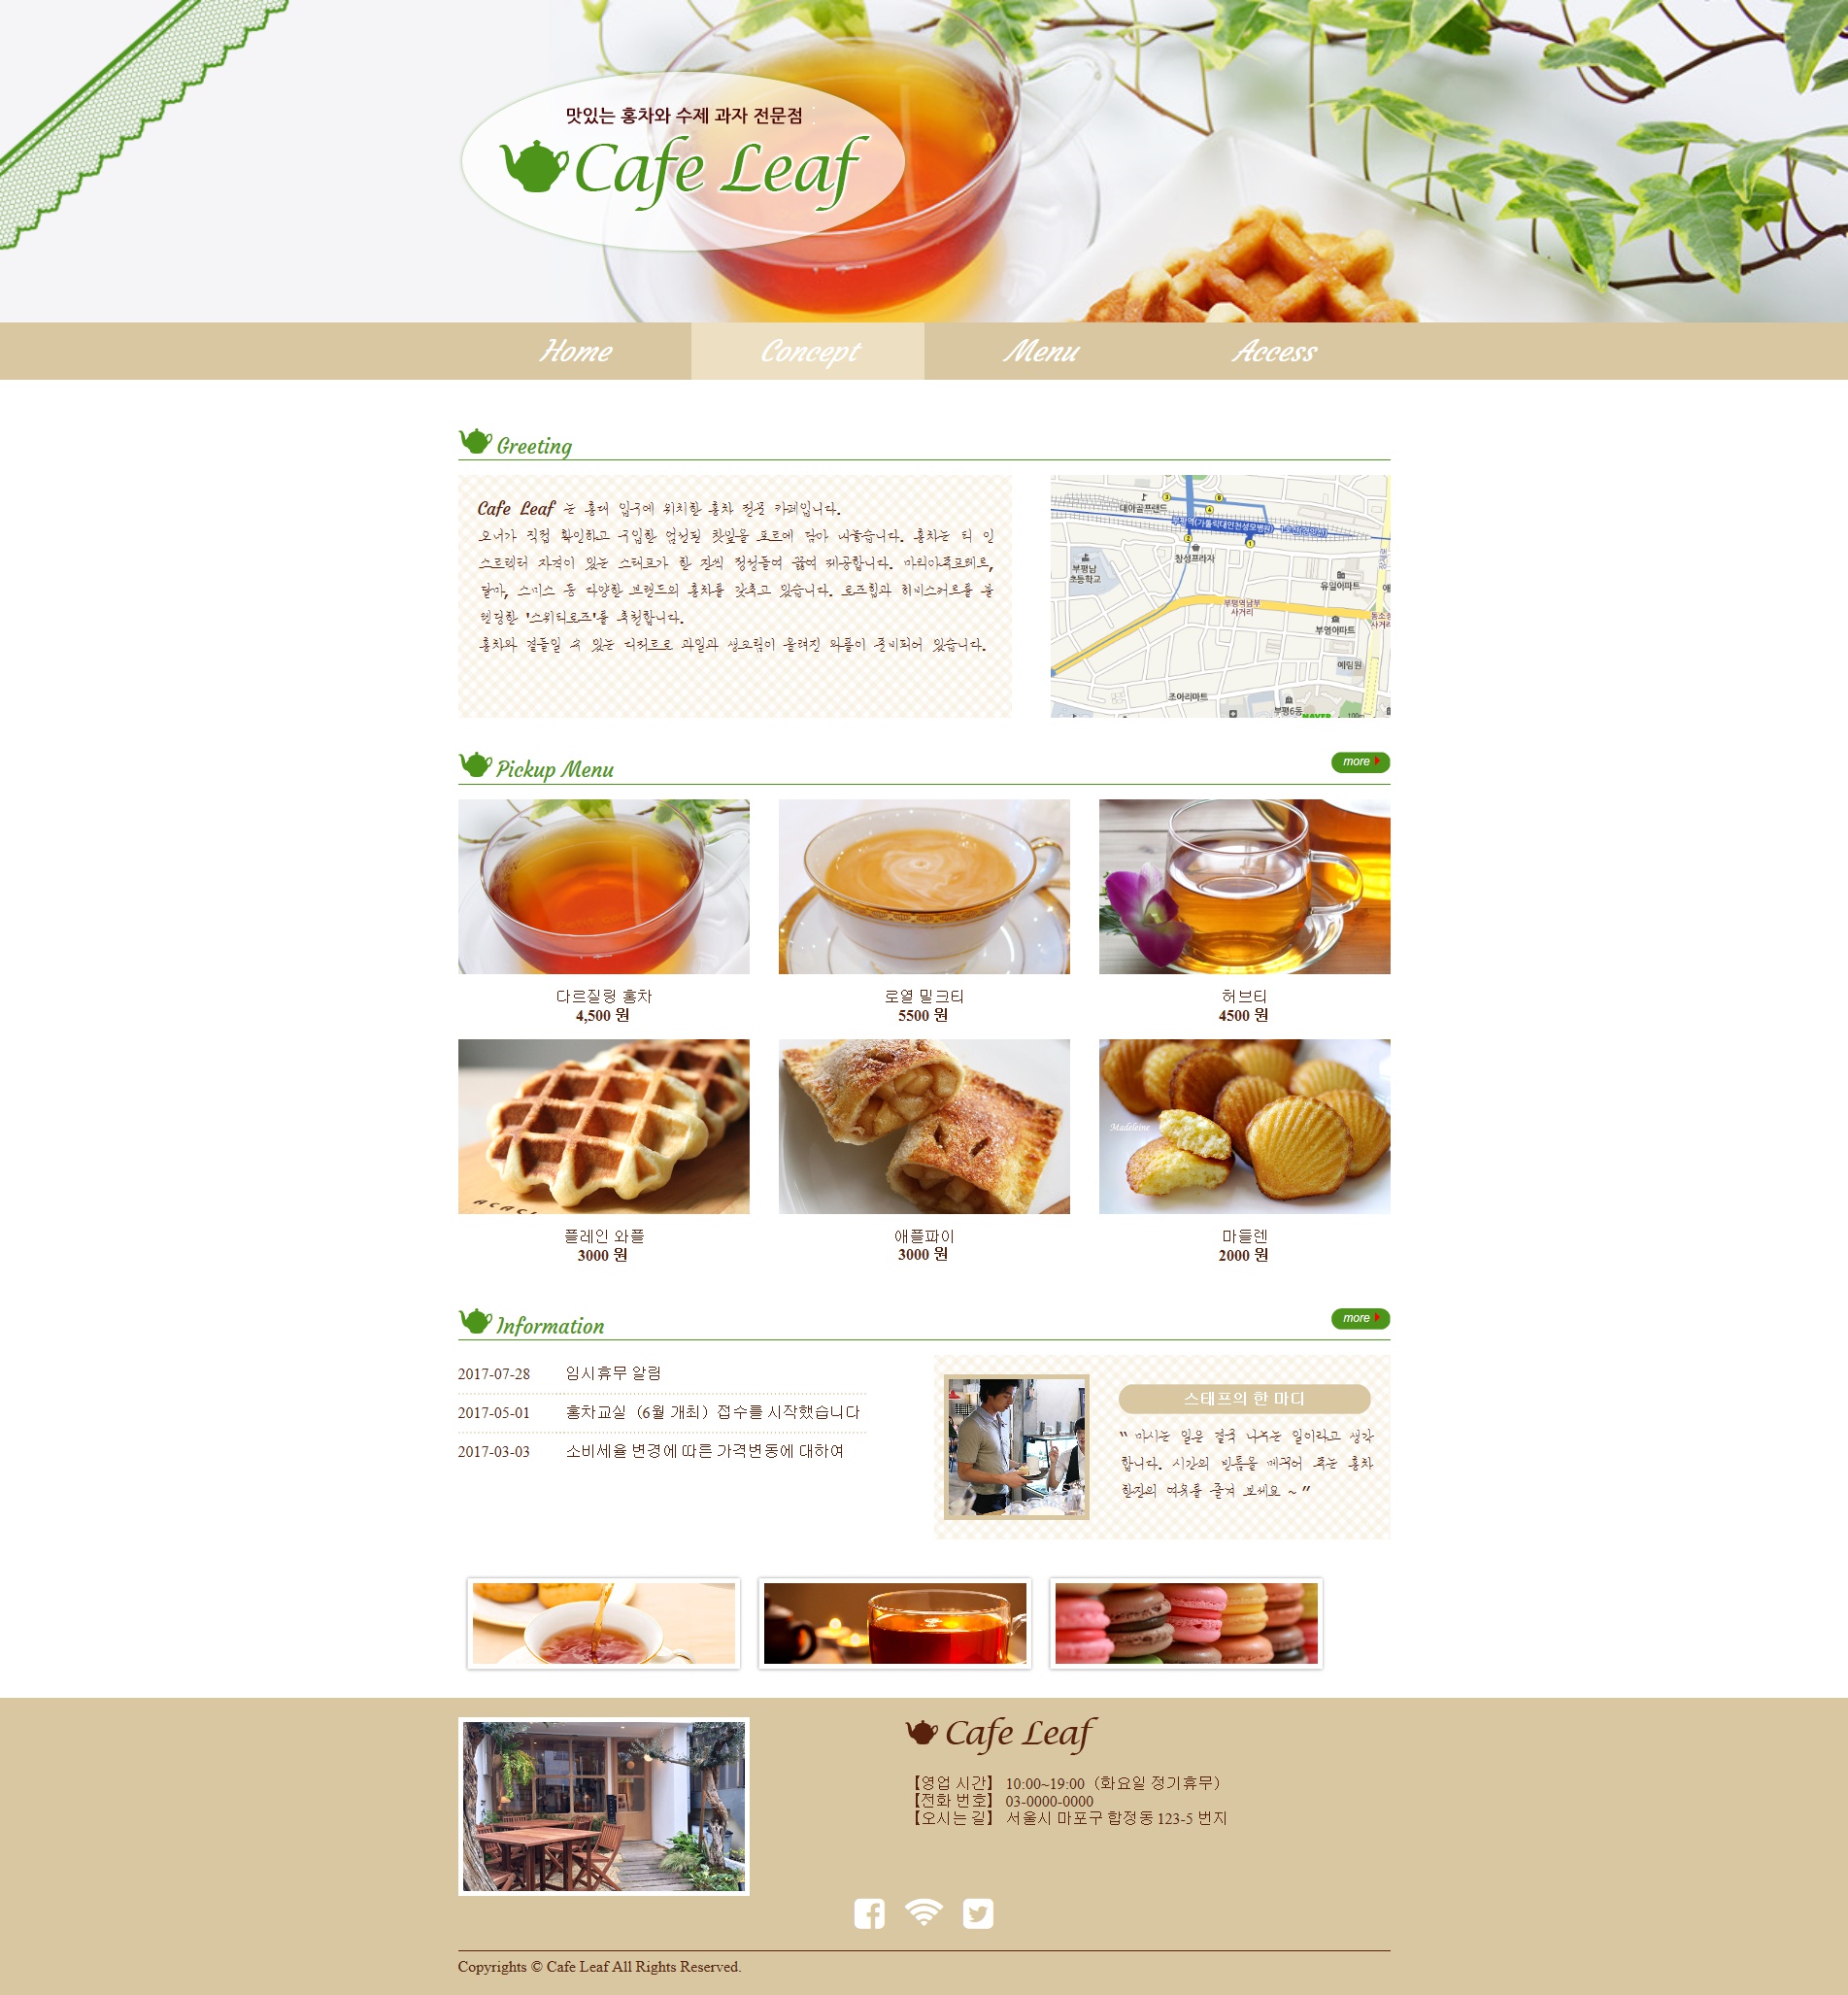 맛있는 홍차와 수제 과자 전문점
Cafe Leaf
Home Concept Menu Access
Greeting
Cafe Leaf 는 홍대 입구에 위치한 홍차 전문 카페입니다.
오너가 직접 확인하고 구입한 엄선된 찻잎을 포트에 담아 내놓습니다. 홍차는 티 인
스트럭터 자격이 있는 스태프가 한 잔씩 정성들여 끓여 제공합니다. 마리아쥬프레르,
딜마, 스미스 등 다양한 브랜드의 홍차를 갖추고 있습니다. 로즈힙과 히비스커트를 블
렌딩한 '스위티로즈'를 추천합니다.
홍차와 곁들일 수 있는 디저트로 과일과 생크림이 올려진 와플이 준비되어 있습니다.
대아골프랜드
부평역(가톨릭대인천성모병원)
창성프라자
부평남
초등학교
유일아파트
부평역남부
사거리
부영아파트
예림원
조아리마트
부평6동
NAVER
Pickup Menu
more
다르질링 홍차
4,500 원
로열 밀크티
5500 원
허브티
4500 원
Madeleine
플레인 와플
3000 원
애플파이
3000 원
마들렌
2000 원
Information
more
2017-07-28 임시휴무 알림
2017-05-01 홍차교실（6월 개최）접수를 시작했습니다
2017-03-03 소비세율 변경에 따른 가격변동에 대하여
스태프의 한 마디
“ 마시는 일은 결국 나누는 일이라고 생각
합니다. 시간의 빈틈을 메꾸어 주는 홍차
한잔의 여유를 즐겨 보세요 ~ ”
Cafe Leaf
【영업 시간】 10:00~19:00（화요일 정기휴무）
【전화 번호】 03-0000-0000
【오시는 길】 서울시 마포구 합정동 123-5 번지
Copyrights © Cafe Leaf All Rights Reserved.